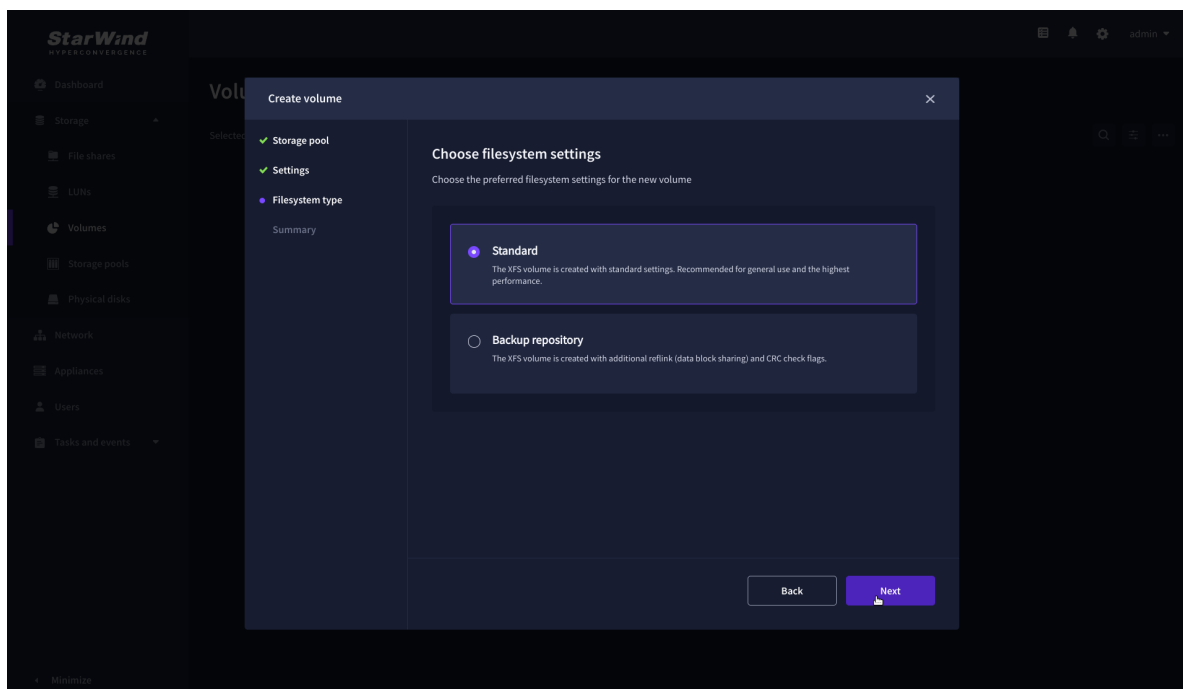 StarWind
HYPERCONVERGENCE
admin
Dashboard
Storage
File shares
LUNs
Volumes
Storage pools
Physical disks
Network
Appliances
Users
Tasks and events
Minimize
Volu
Selected
Create volume
Storage pool
Settings
Filesystem type
Summary
Choose filesystem settings
Choose the preferred filesystem settings for the new volume
Standard
The XFS volume is created with standard settings. Recommended for general use and the highest
performance.
Backup repository
The XFS volume is created with additional reflink (data block sharing) and CRC check flags.
Back
Next